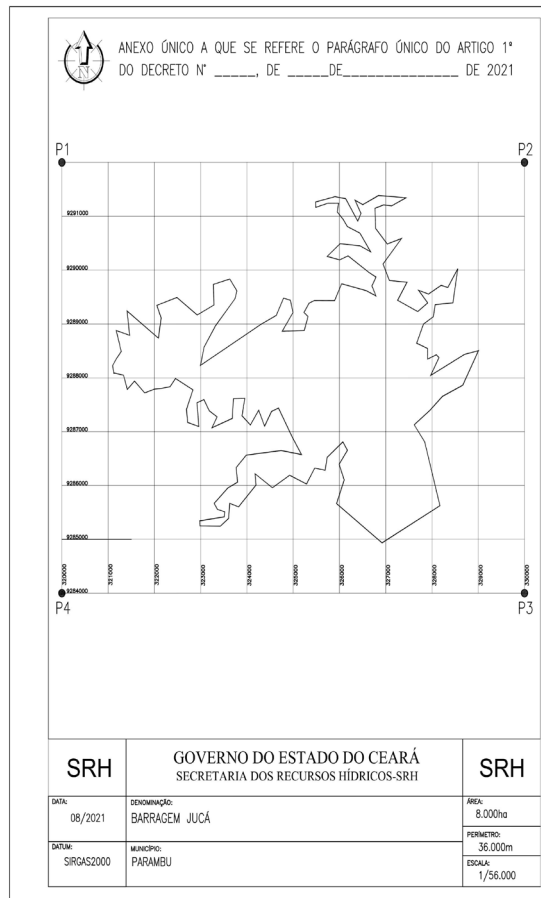 ANEXO ÚNICO A QUE SE REFERE O PARÁGRAFO ÚNICO DO ARTIGO 1°
DO DECRETO N° _____, DE _____DE______________ DE 2021
N
P1
P2
9291000
9290000
9289000
9288000
9287000
9286000
9285000
9284000
320000
321000
322000
323000
324000
325000
326000
327000
328000
329000
330000
P4
P3
SRH
GOVERNO DO ESTADO DO CEARÁ
SECRETARIA DOS RECURSOS HÍDRICOS-SRH
SRH
DATA:
08/2021
DENOMINAÇÃO:
BARRAGEM JUCÁ
ÁREA:
8.000ha
PERÍMETRO:
36.000m
DATUM:
SIRGAS2000
MUNICÍPIO:
PARAMBU
ESCALA:
1/56.000